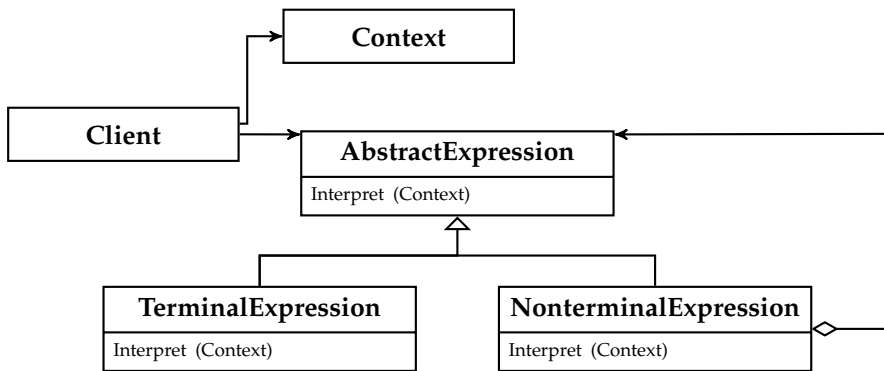 Context
Client
AbstractExpression
Interpret (Context)
TerminalExpression
Interpret (Context)
NonterminalExpression
Interpret (Context)